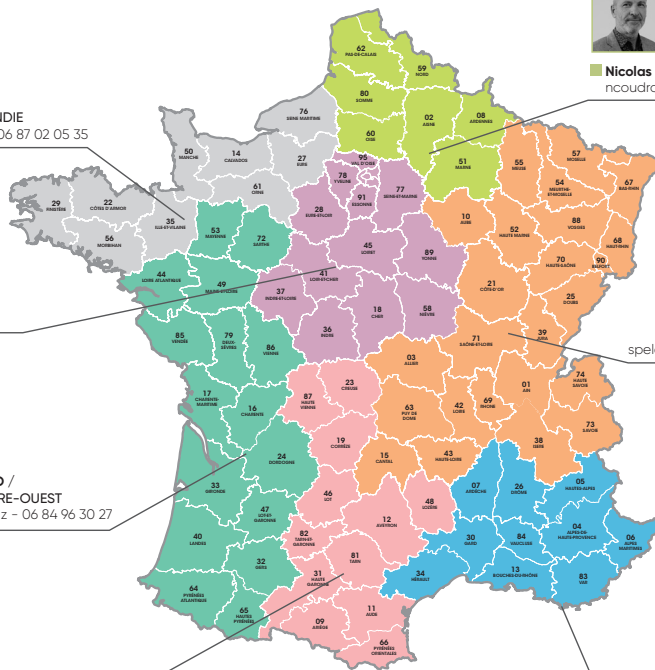 62
PAS-DE-CALAIS
59
NORD
80
SOMME
02
AISNE
08
ARDENNES
60
OISE
51
MARNE
Nicolas
ncoudro
NDIE
06 87 02 05 35
76
SEINE MARITIME
50
MANCHE
14
CALVADOS
27
EURE
61
ORNE
29
FINISTÈRE
22
CÔTES D'ARMOR
56
MORBIHAN
35
ILLE-ET-VILAINE
95
VAL D'OISE
78
YVELINE
91
ESSONNE
77
SEINE-ET-MARNE
28
EURE-ET-LOIR
45
LOIRET
89
YONNE
41
LOIR-ET-CHER
37
INDRE-ET-LOIRE
18
CHER
58
NIÈVRE
36
INDRE
55
MEUSE
57
MOSELLE
54
MEURTHE-
ET-MOSELLE
67
BAS-RHIN
10
AUBE
52
HAUTE MARNE
88
VOSGES
68
HAUT-RHIN
70
HAUTE-SAÔNE
90
BELFORT
21
CÔTE-D'OR
25
DOUBS
39
JURA
71
SAÔNE-ET-LOIRE
spel
53
MAYENNE
72
SARTHE
44
LOIRE ATLANTIQUE
49
MAINE-ET-LOIRE
85
VENDÉE
79
DEUX-
SÈVRES
86
VIENNE
17
CHARENTE-
MARITIME
16
CHARENTE
24
DORDOGNE
33
GIRONDE
47
LOT-ET-
GARONNE
40
LANDES
32
GERS
64
PYRÉNÉES
ATLANTIQUE
65
HAUTES
PYRÉNÉES
/
RE-OUEST
z - 06 84 96 30 27
03
ALLIER
63
PUY DE
DOME
42
LOIRE
69
RHONE
01
AIN
74
HAUTE
SAVOIE
73
SAVOIE
38
ISERE
15
CANTAL
43
HAUTE-LOIRE
87
HAUTE
VIENNE
23
CREUSE
19
CORRÈZE
46
LOT
48
LOZÈRE
12
AVEYRON
82
TARN-ET-
GARONNE
81
TARN
31
HAUTE
GARONNE
09
ARIÈGE
11
AUDE
66
PYRÉNÉES
ORIENTALES
07
ARDÈCHE
26
DRÔME
05
HAUTES-ALPES
30
GARD
84
VAUCLUSE
04
ALPES-DE-
HAUTE-PROVENCE
06
ALPES
MARITIMES
34
HÉRAULT
13
BOUCHES-DU-RHÔNE
83
VAR